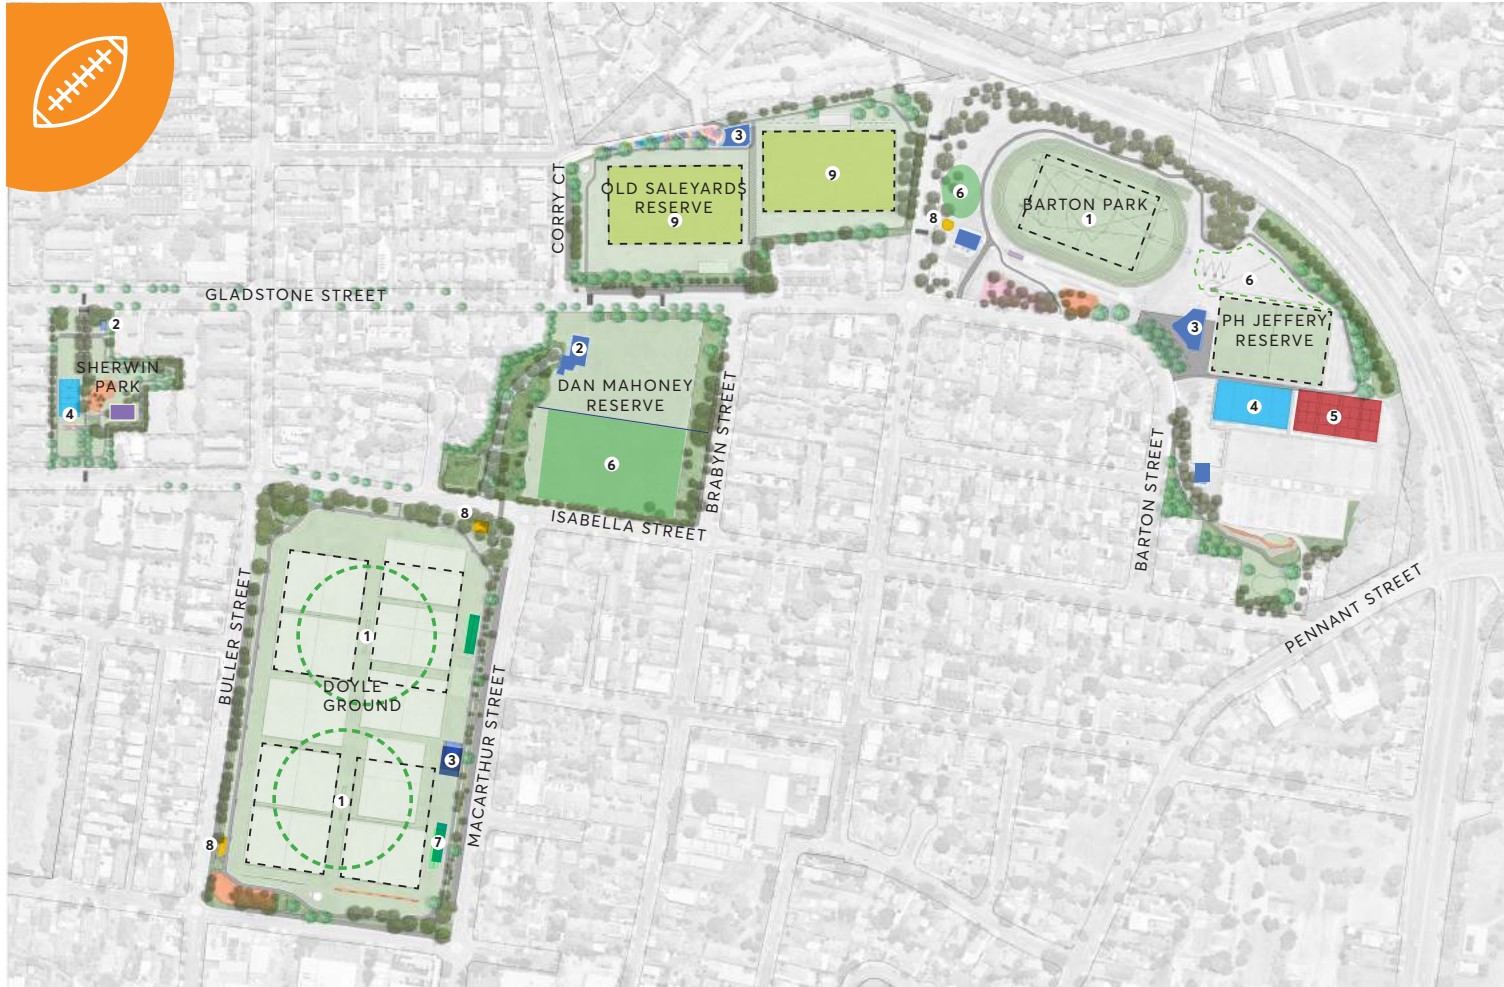 3
9
OLD SALEYARDS
RESERVE
9
CORRY CT
6
8
BARTON PARK
1
6
GLADSTONE STREET
2
SHERWIN
PARK
4
2
DAN MAHONEY
RESERVE
6
BRABYN STREET
ISABELLA STREET
3
PH JEFFERY
RESERVE
4
5
BARTON STREET
PENNANT STREET
8
BULLER STREET
1
DOYLE
GROUND
MACARTHUR STREET
3
1
7
8